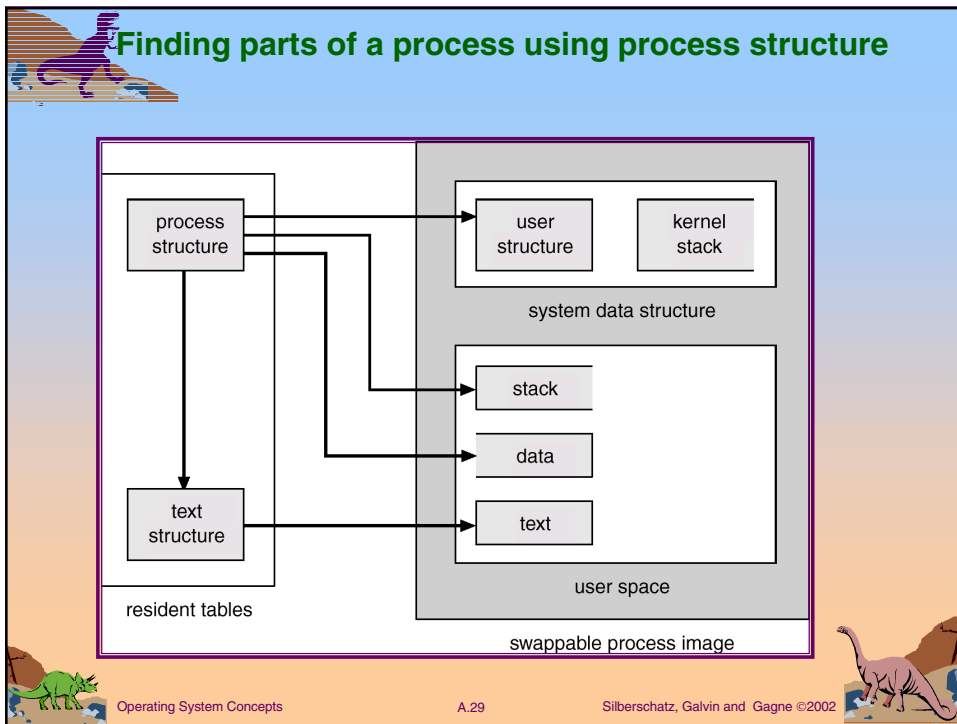 Finding parts of a process using process structure
process
structure
user
structure
kernel
stack
system data structure
stack
data
text
structure
text
user space
resident tables
swappable process image
Operating System Concepts
A.29
Silberschatz, Galvin and Gagne ©2002